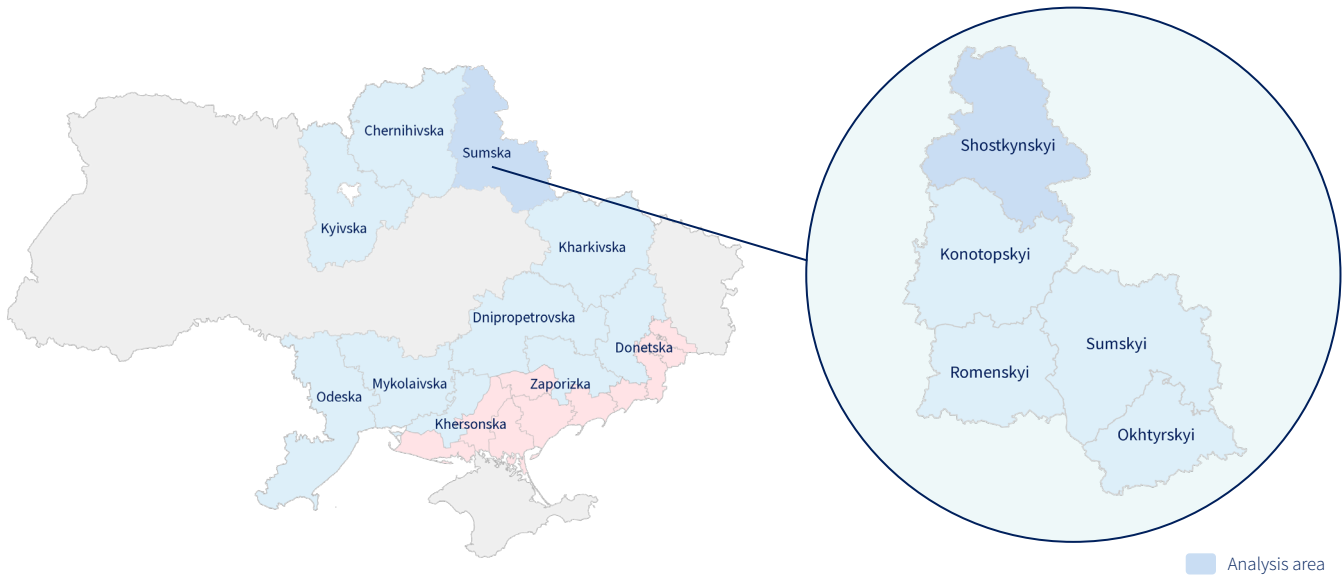 Chernihivska
Sumska
Kyivska
Kharkivska
Dnipropetrovska
Donetska
Mykolaivska
Zaporizka
Odeska
Khersonska
Shostkynskyi
Konotopskyi
Sumskyi
Romenskyi
Okhtyrskyi
Analysis area